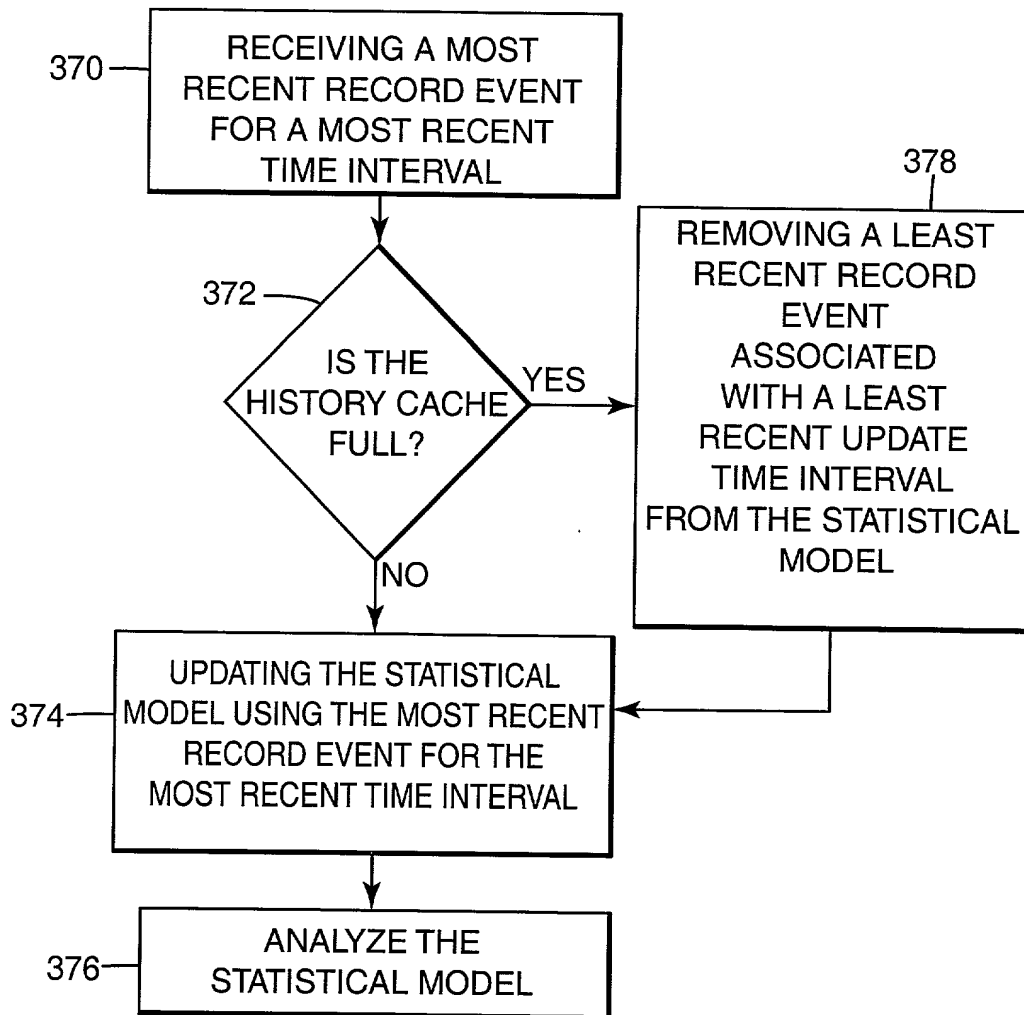 370
RECEIVING A MOST
RECENT RECORD EVENT
FOR A MOST RECENT
TIME INTERVAL
372
IS THE
HISTORY CACHE
FULL?
YES
378
REMOVING A LEAST
RECENT RECORD
EVENT
ASSOCIATED
WITH A LEAST
RECENT UPDATE
TIME INTERVAL
FROM THE STATISTICAL
MODEL
NO
374
UPDATING THE STATISTICAL
MODEL USING THE MOST RECENT
RECORD EVENT FOR THE
MOST RECENT TIME INTERVAL
376
ANALYZE THE
STATISTICAL MODEL